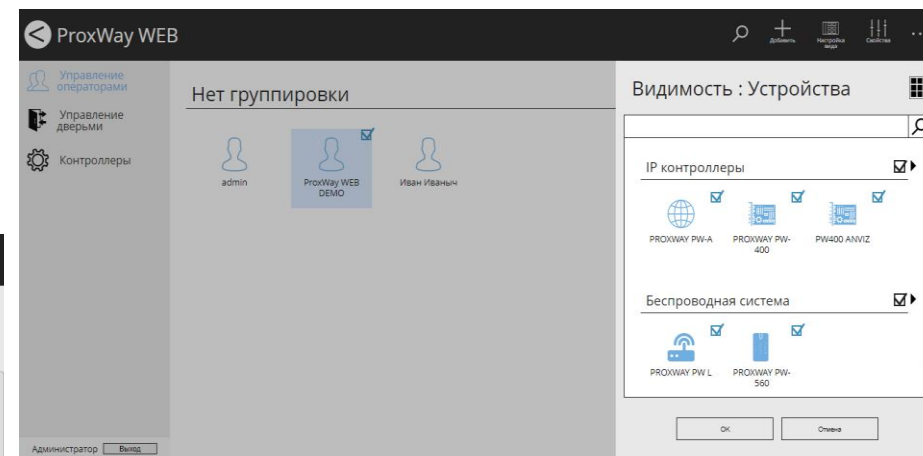 ProxWay WEB
Добавить
Настройка
вида
Свойства
Управление
операторами
Управление
дверьми
Контроллеры
Администратор
Выход
Нет группировки
admin
ProxWay WEB
DEMO
Иван Иваныч
Видимость : Устройства
IP контроллеры
PROXWAY PW-A
PROXWAY PW-
400
PW400 ANVIZ
Беспроводная система
PROXWAY PW L
PROXWAY PW-
560
OK
Отмена